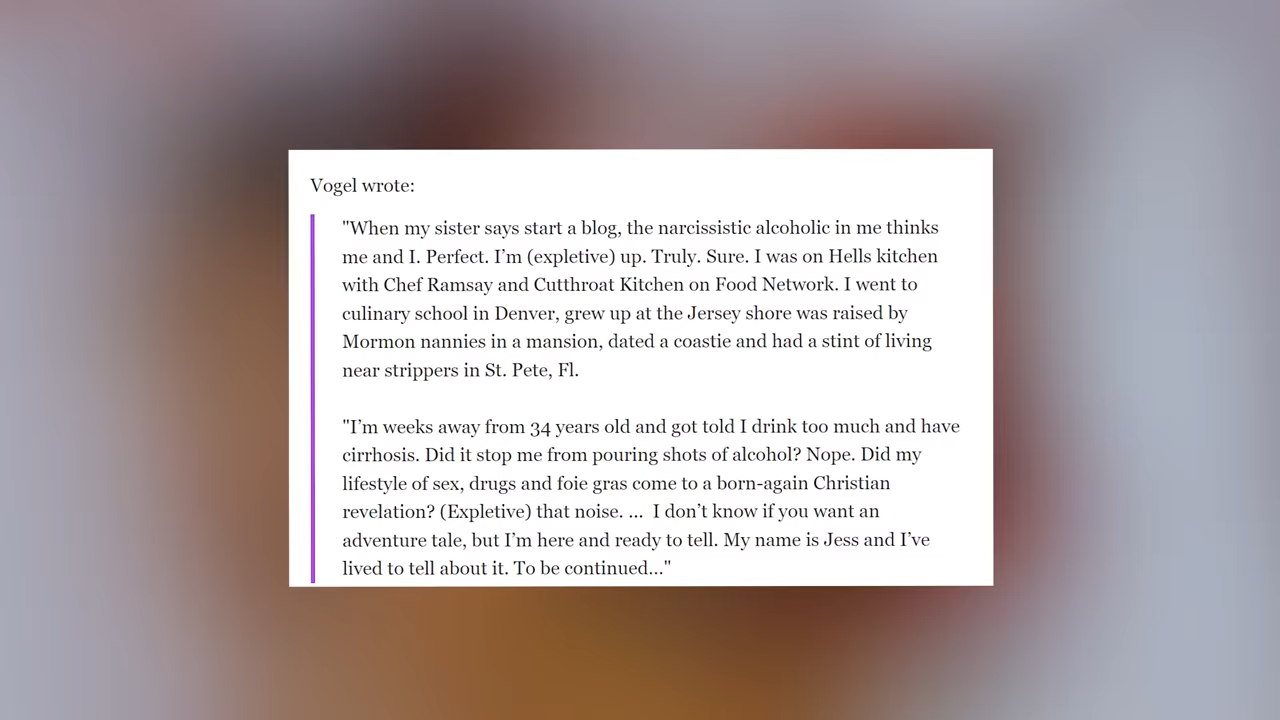 Vogel wrote:
"When my sister says start a blog, the narcissistic alcoholic in me thinks
me and I. Perfect. I’m (expletive) up. Truly. Sure. I was on Hells kitchen
with Chef Ramsay and Cutthroat Kitchen on Food Network. I went to
culinary school in Denver, grew up at the Jersey shore was raised by
Mormon nannies in a mansion, dated a coastie and had a stint of living
near strippers in St. Pete, Fl.
"I’m weeks away from 34 years old and got told I drink too much and have
cirrhosis. Did it stop me from pouring shots of alcohol? Nope. Did my
lifestyle of sex, drugs and foie gras come to a born-again Christian
revelation? (Expletive) that noise. ... I don’t know if you want an
adventure tale, but I’m here and ready to tell. My name is Jess and I’ve
lived to tell about it. To be continued..."